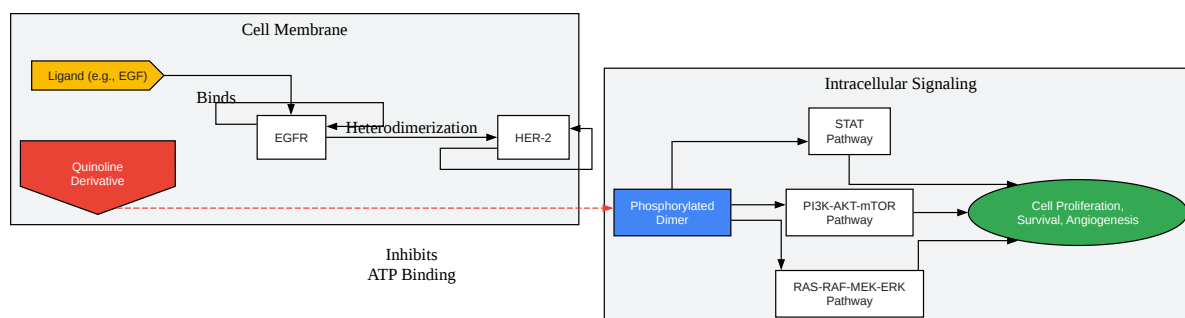 Cell Membrane
Ligand (e.g., EGF)
Binds
EGFR
Heterodimerization
HER-2
Quinoline
Derivative
Inhibits
ATP Binding
Intracellular Signaling
STAT
Pathway
Phosphorylated
Dimer
PI3K-AKT-mTOR
Pathway
RAS-RAF-MEK-ERK
Pathway
Cell Proliferation,
Survival, Angiogenesis